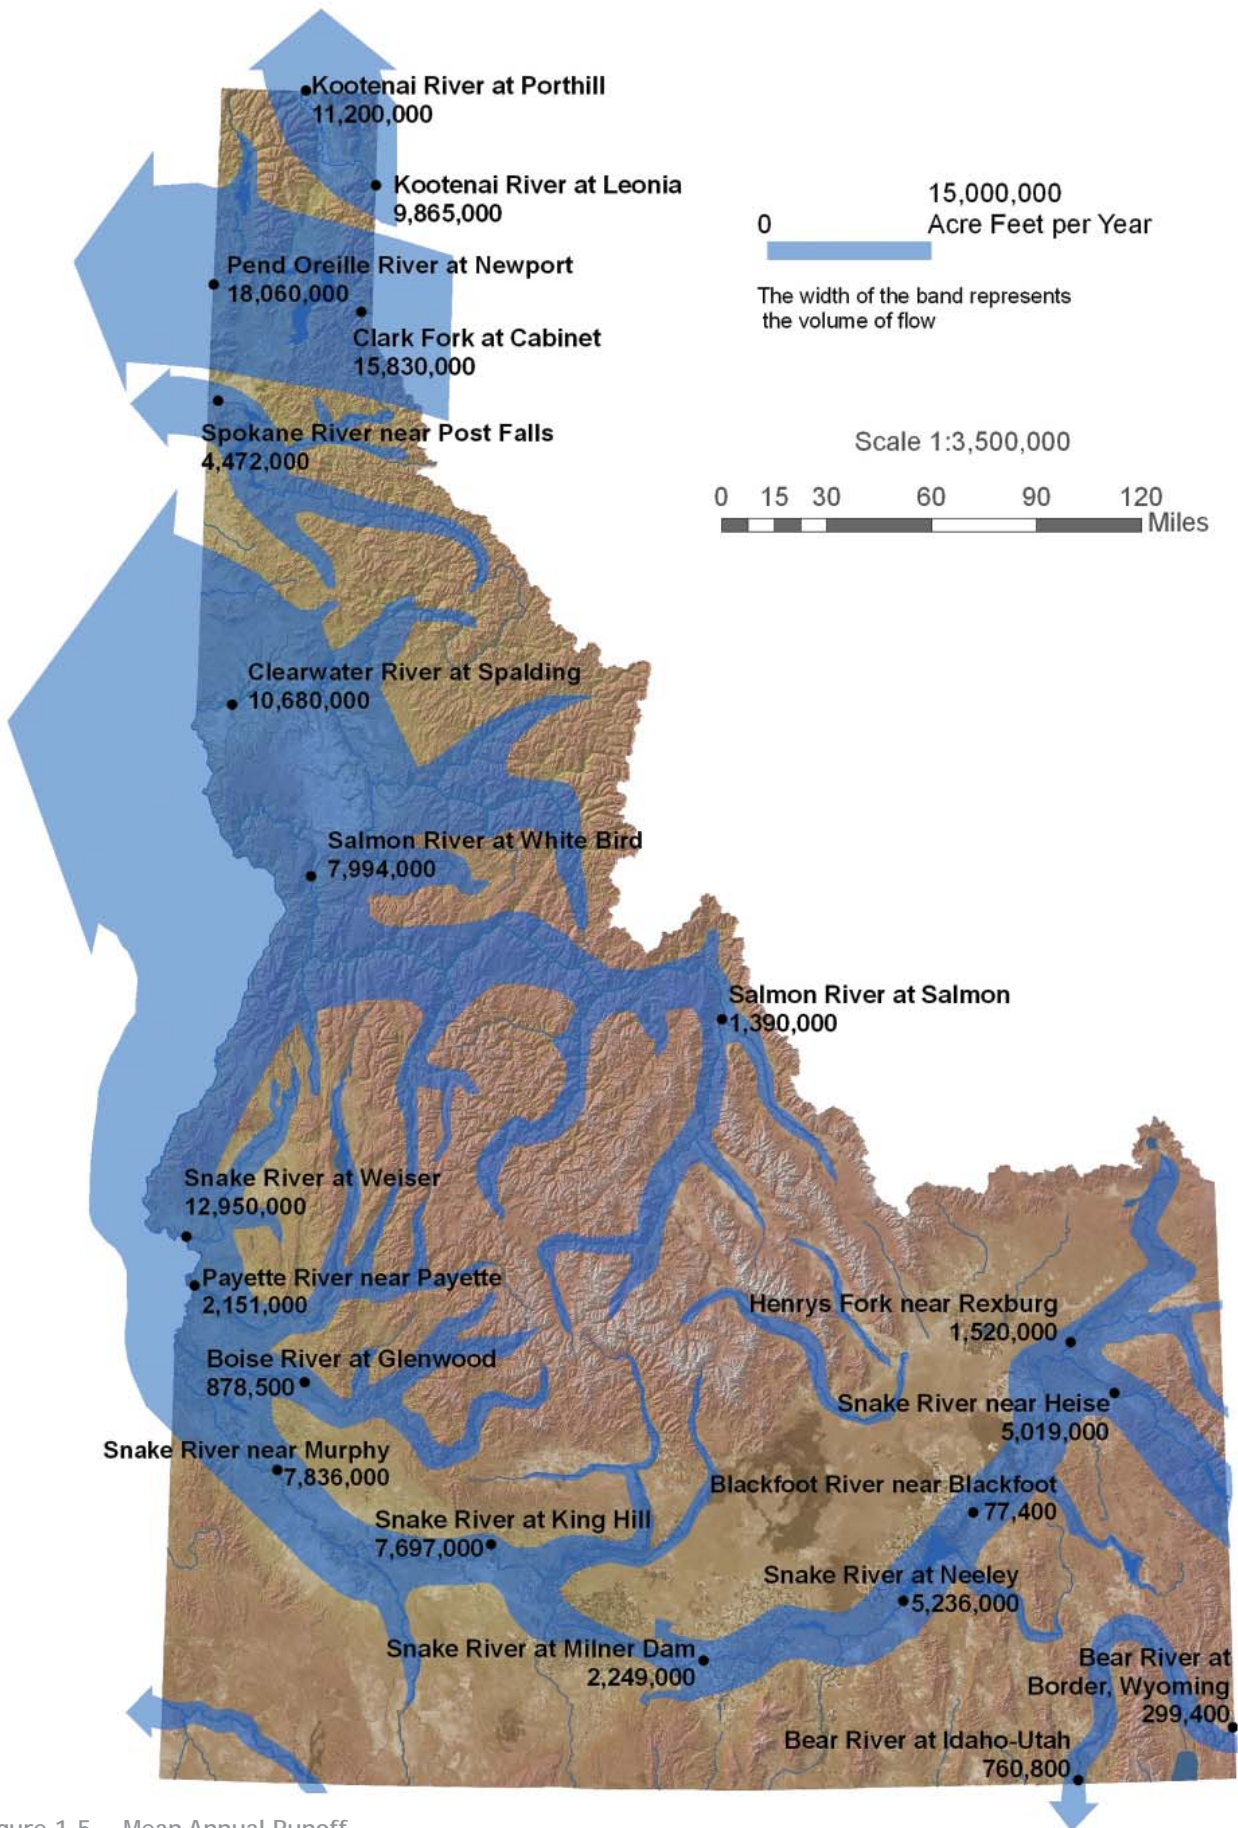 Kootenai River at Porthill
11,200,000
Kootenai River at Leonia
9,865,000
15,000,000
0 Acre Feet per Year
The width of the band represents
the volume of flow
Pend Oreille River at Newport
18,060,000
Clark Fork at Cabinet
15,830,000
Spokane River near Post Falls
4,472,000
Scale 1:3,500,000
0 15 30 60 90 120
Miles
Clearwater River at Spalding
10,680,000
Salmon River at White Bird
7,994,000
Salmon River at Salmon
1,390,000
Snake River at Weiser
12,950,000
Payette River near Payette
2,151,000
Henrys Fork near Rexburg
1,520,000
Boise River at Glenwood
878,500
Snake River near Heise
5,019,000
Snake River near Murphy
7,836,000
Blackfoot River near Blackfoot
77,400
Snake River at King Hill
7,697,000
Snake River at Neeley
5,236,000
Snake River at Milner Dam
2,249,000
Bear River at
Border, Wyoming
299,400
Bear River at Idaho-Utah
760,800
gure 1-5 Mean Annual Runoff